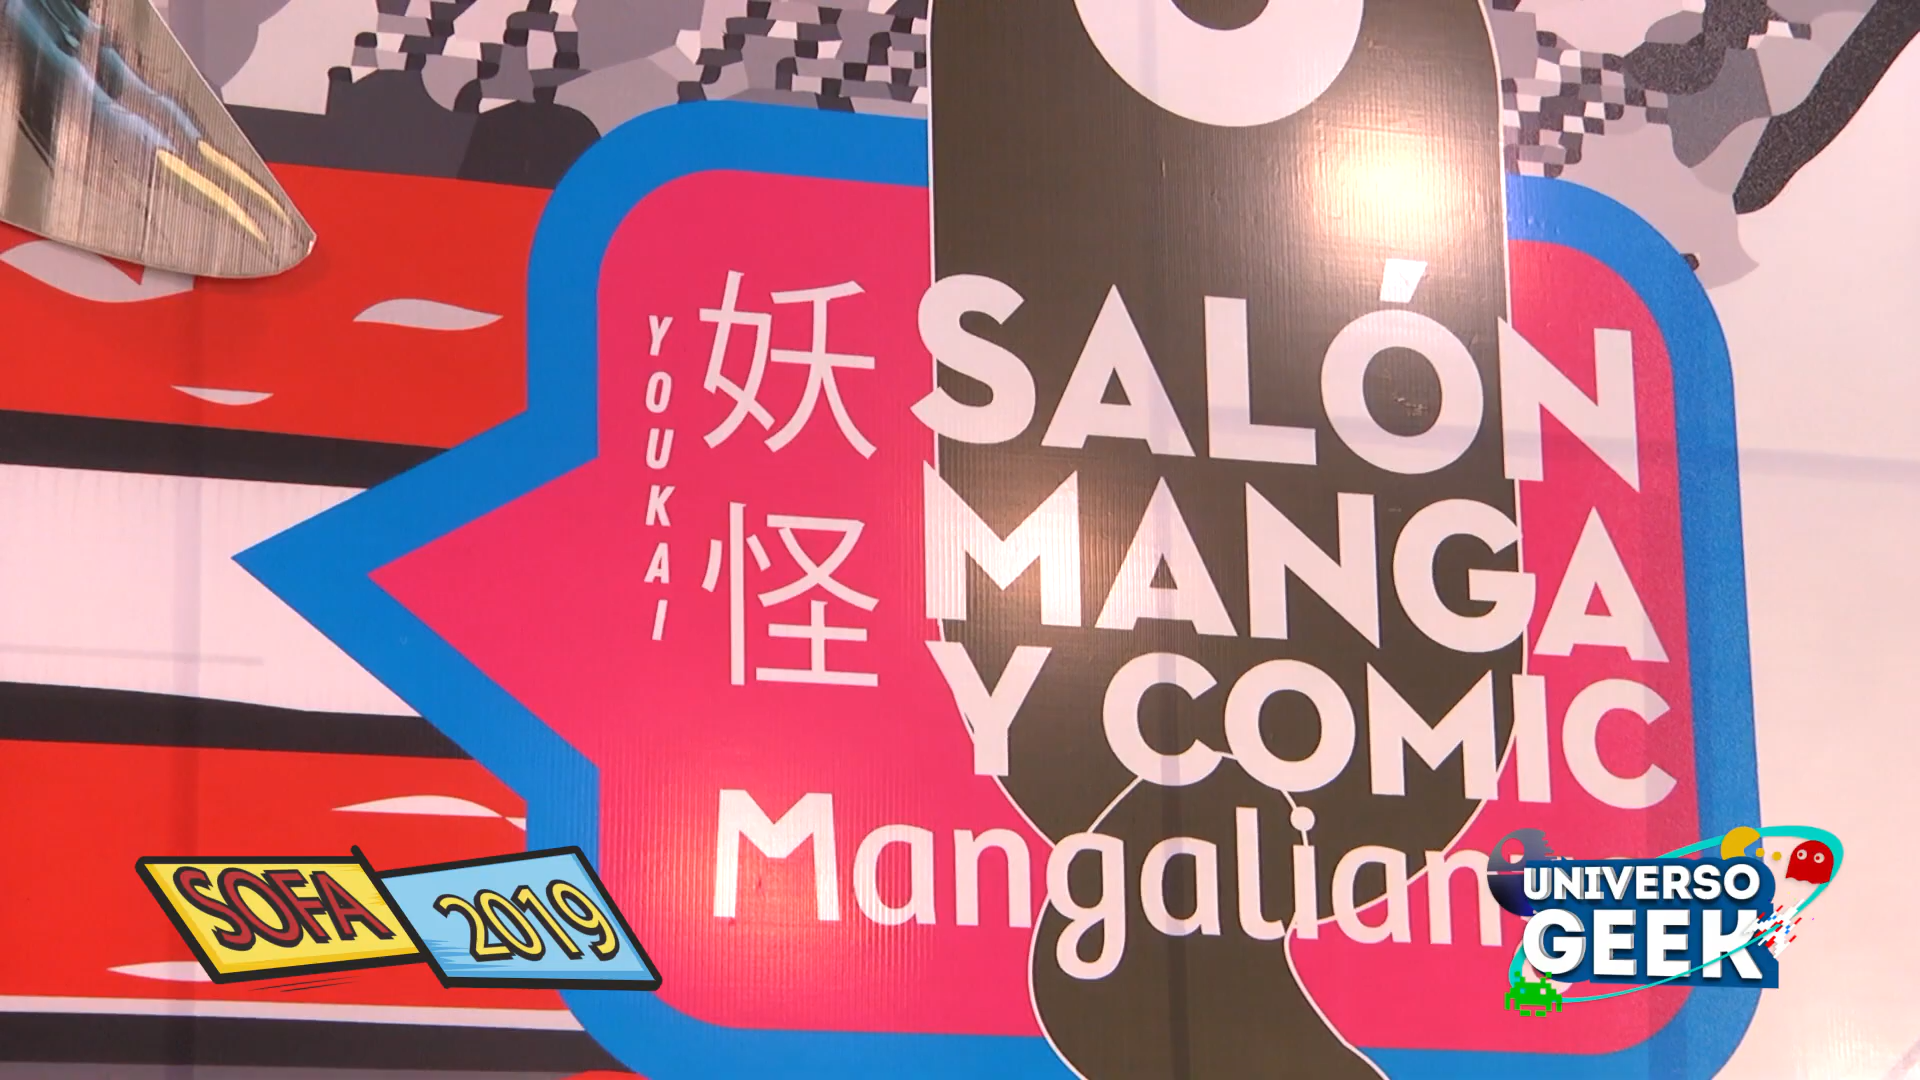 YOUKAI
妖怪
SALÓN
MANGA
Y COMIC
SOFA
2019
UNIVERSO
GEEK